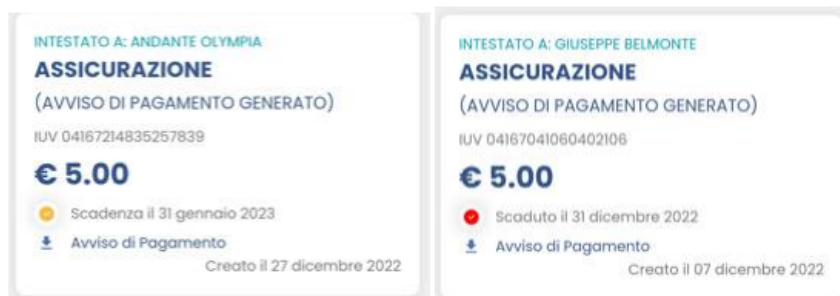 INTESTATO A: ANDANTE OLYMPIA
ASSICURAZIONE
(AVVISO DI PAGAMENTO GENERATO)
IUV 04167214835257839
€ 5.00
Scadenza il 31 gennaio 2023
Avviso di Pagamento
Creato il 27 dicembre 2022
INTESTATO A: GIUSEPPE BELMONTE
ASSICURAZIONE
(AVVISO DI PAGAMENTO GENERATO)
IUV 04167041060402106
€ 5.00
Scaduto il 31 dicembre 2022
Avviso di Pagamento
Creato il 07 dicembre 2022